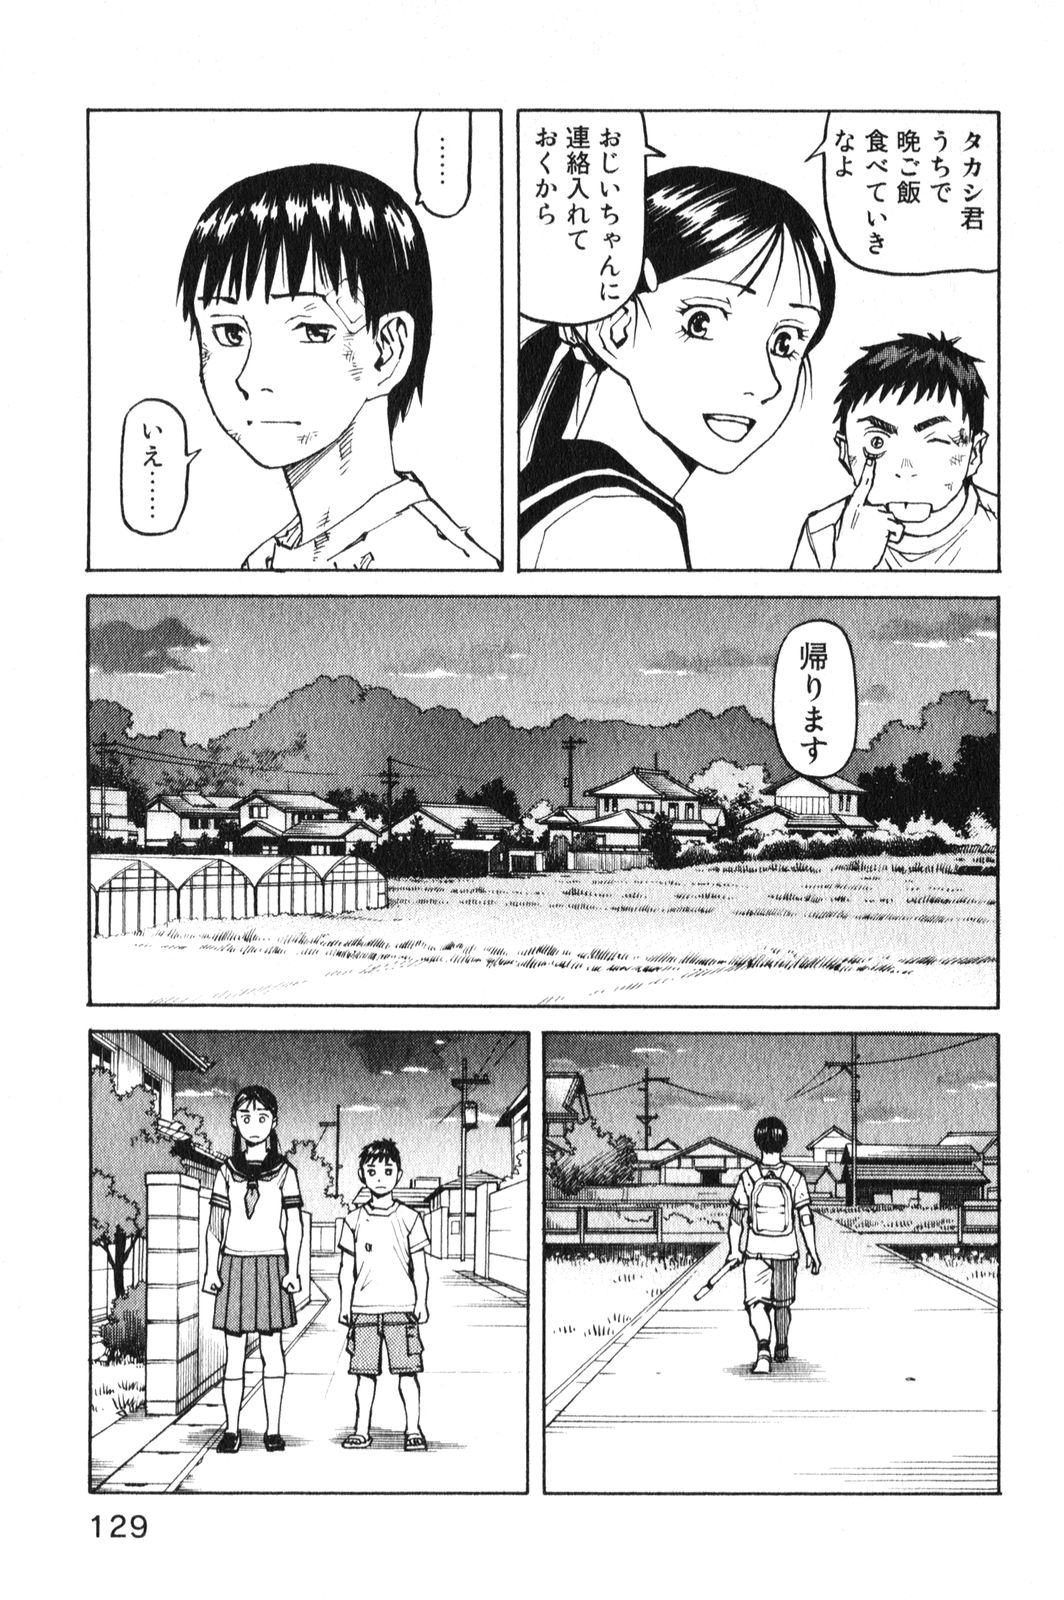 タカシ君
うちで
晩ご飯
食べていき
なよ
おじいちゃんに
連絡入れて
おくから
……
いえ……
帰ります
129